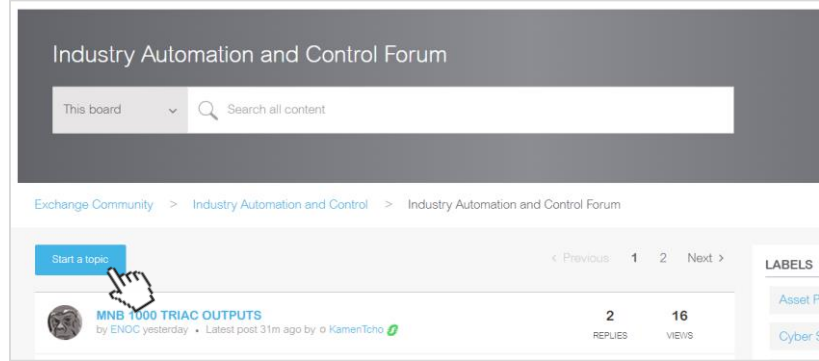 Industry Automation and Control Forum
This board
Search all content
Exchange Community > Industry Automation and Control > Industry Automation and Control Forum
Start a topic
< Previous 1 2 Next >
LABELS
MNB 1000 TRIAC OUTPUTS
by ENOC yesterday • Latest post 31m ago by o KamenTcho
2 16
REPLIES VIEWS
Asset P
Cyber S